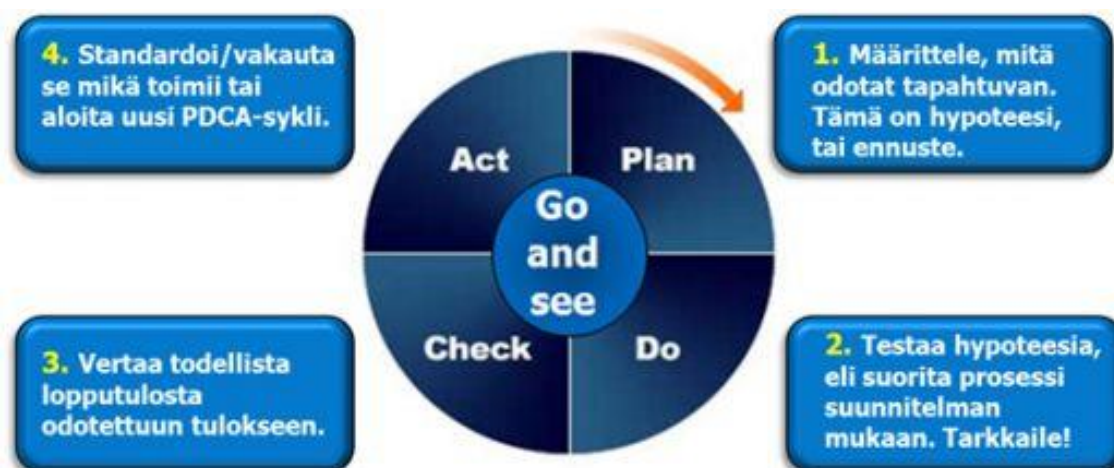 4. Standardoi/vakauta
se mikä toimii tai
aloita uusi PDCA-sykli.
1. Määrittele, mitä
odotat tapahtuvan.
Tämä on hypoteesi,
tai ennuste.
Act
Plan
Go
and
see
Check
Do
3. Vertaa todellista
lopputulosta
odotettuun tulokseen.
2. Testaa hypoteesia,
eli suorita prosessi
suunnitelman
mukaan. Tarkkaile!